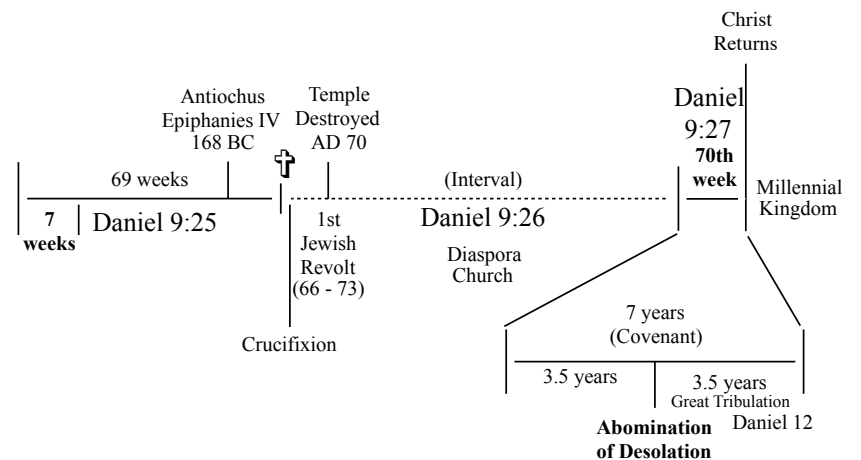 Christ
Returns
Antiochus
Epiphanies IV
168 BC
Temple
Destroyed
AD 70
Daniel
9:27
70th
week
69 weeks
(Interval)
Millennial
Kingdom
7
weeks
Daniel 9:25
1st
Jewish
Revolt
(66 - 73)
Daniel 9:26
Diaspora
Church
Crucifixion
7 years
(Covenant)
3.5 years
3.5 years
Great Tribulation
Daniel 12
Abomination
of Desolation